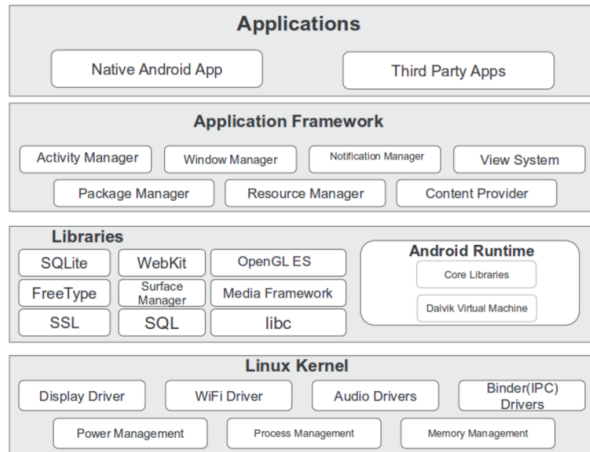 Applications
Native Android App
Third Party Apps
Application Framework
Activity Manager
Window Manager
Notification Manager
View System
Package Manager
Resource Manager
Content Provider
Libraries
SQLite
WebKit
OpenGL ES
FreeType
Surface
Manager
Media Framework
SSL
SQL
libc
Android Runtime
Core Libraries
Dalvik Virtual Machine
Linux Kernel
Display Driver
WiFi Driver
Audio Drivers
Binder(IPC)
Drivers
Power Management
Process Management
Memory Management